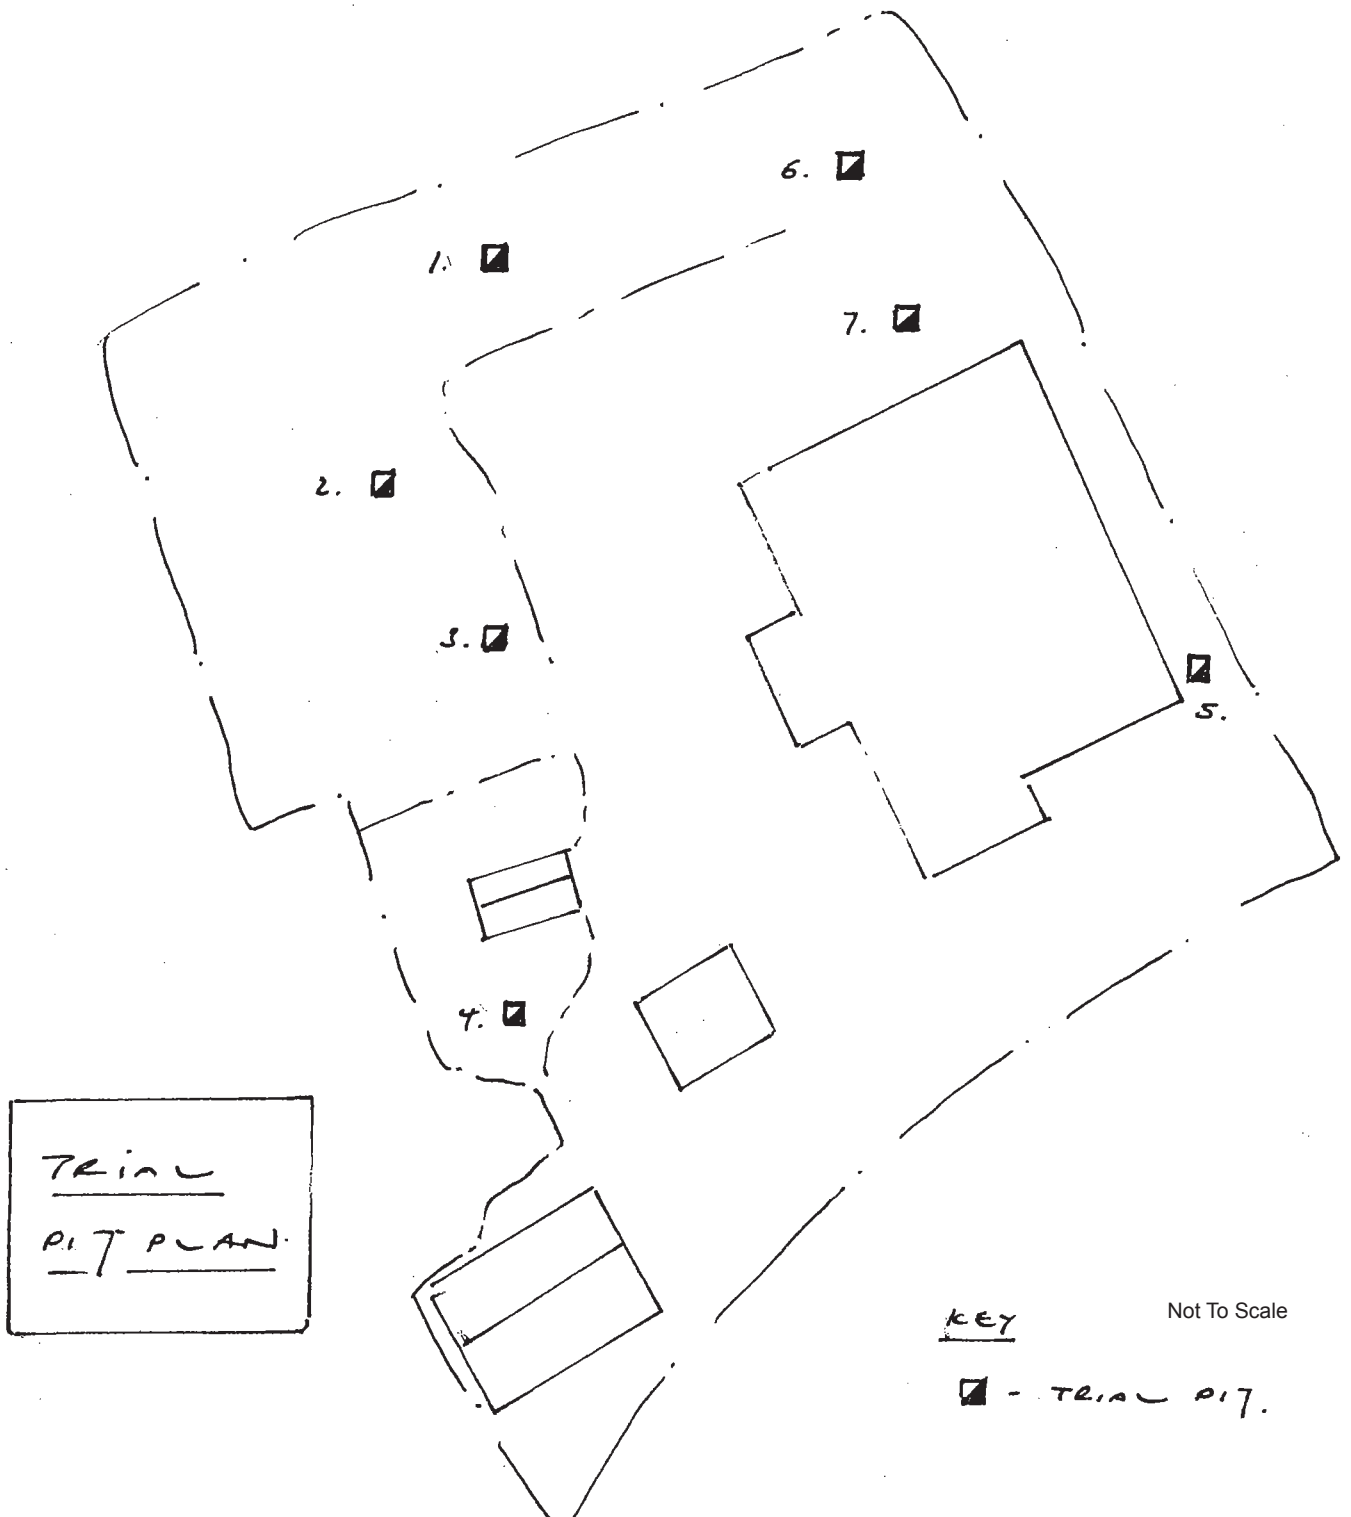 6.
1.
7.
2.
3.
5.
4.
TRIAL
PIT PLAN.
KEY
Not To Scale
- TRIAL PIT.